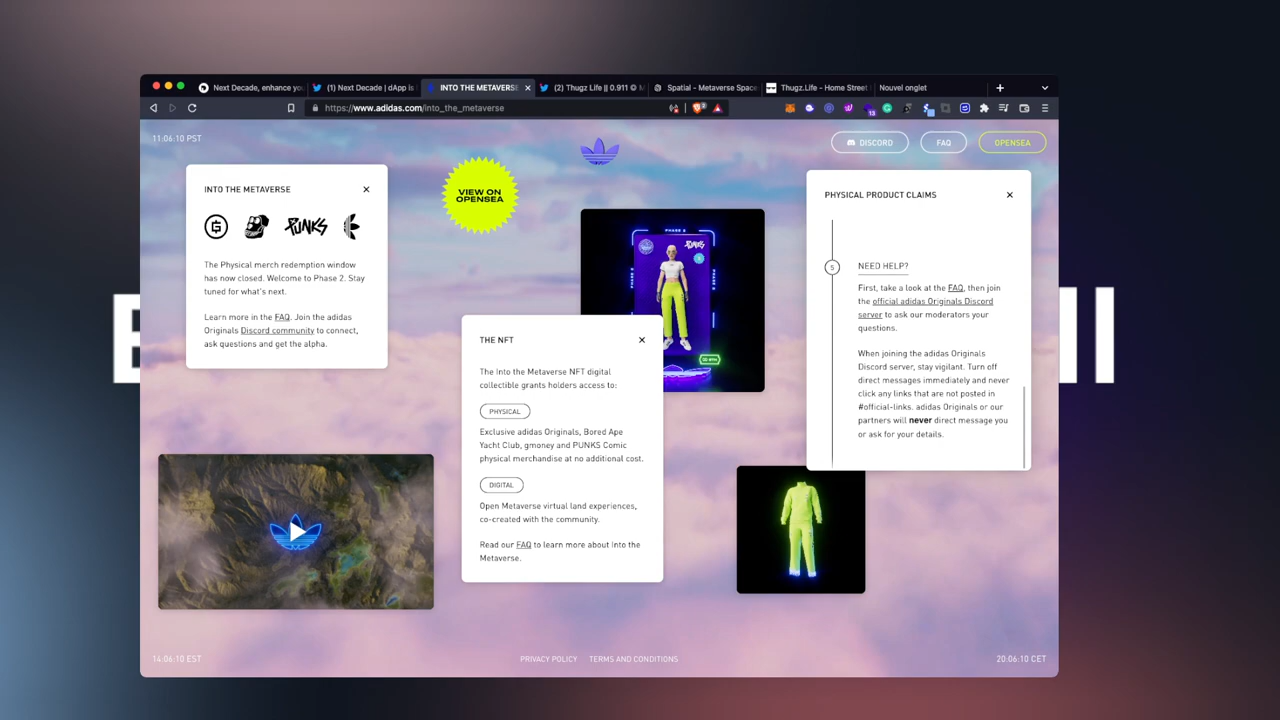 Next Decade, enhance yo
(1) Next Decade | dApp is
INTO THE METAVERSE
(2) Thugz Life || 0.911 © M
Spatial - Metaverse Space
Thugz.Life - Home Street
Nouvel onglet
https://www.adidas.com/into_the_metaverse
13
11:06:10 PST
DISCORD
FAQ
OPENSEA
INTO THE METAVERSE
PUNKS
The Physical merch redemption window
has now closed. Welcome to Phase 2. Stay
tuned for what's next.
Learn more in the FAQ. Join the adidas
Originals Discord community to connect,
ask questions and get the alpha.
VIEW ON
OPENSEA
PHASE 2
PUNKS
THE NFT
The Into the Metaverse NFT digital
collectible grants holders access to:
PHYSICAL
Exclusive adidas Originals, Bored Ape
Yacht Club, gmoney and PUNKS Comic
physical merchandise at no additional cost.
DIGITAL
Open Metaverse virtual land experiences,
co-created with the community.
Read our FAQ to learn more about Into the
Metaverse.
PHYSICAL PRODUCT CLAIMS
5
NEED HELP?
First, take a look at the FAQ, then join
the official adidas Originals Discord
server to ask our moderators your
questions.
When joining the adidas Originals
Discord server, stay vigilant. Turn off
direct messages immediately and never
click any links that are not posted in
#official-links. adidas Originals or our
partners will never direct message you
or ask for your details.
14:06:10 EST
PRIVACY POLICY
TERMS AND CONDITIONS
20:06:10 CET